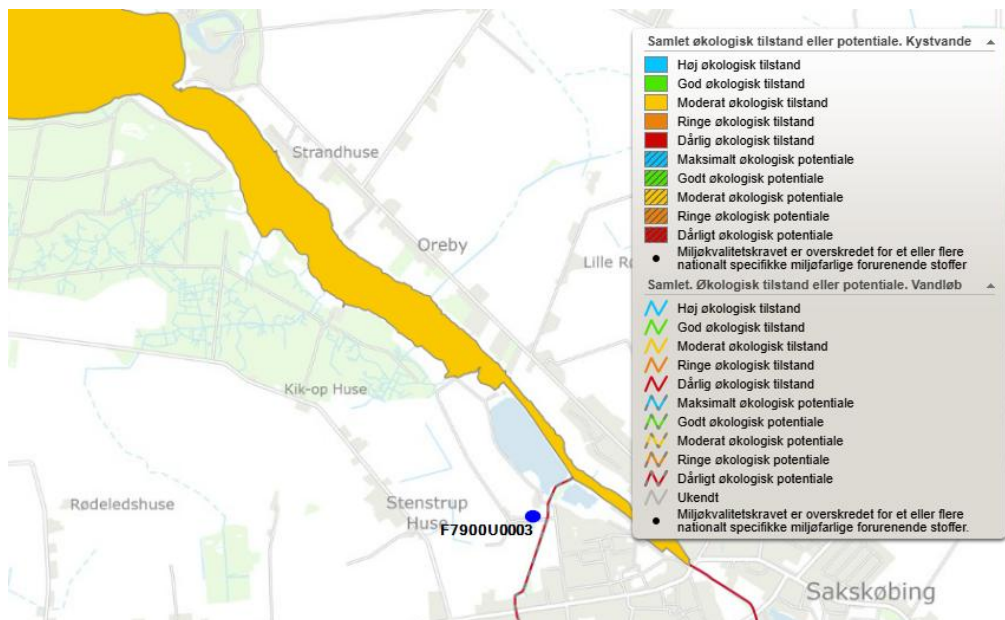 Samlet økologisk tilstand eller potentiale. Kystvande
Høj økologisk tilstand
God økologisk tilstand
Moderat økologisk tilstand
Ringe økologisk tilstand
Dårlig økologisk tilstand
Maksimalt økologisk potentiale
Godt økologisk potentiale
Moderat økologisk potentiale
Ringe økologisk potentiale
Dårligt økologisk potentiale
Miljøkvalitetskravet er overskredet for et eller flere
nationalt specifikke miljøfarlige forurenende stoffer
Samlet. Økologisk tilstand eller potentiale. Vandløb
Høj økologisk tilstand
God økologisk tilstand
Moderat økologisk tilstand
Ringe økologisk tilstand
Dårlig økologisk tilstand
Maksimalt økologisk potentiale
Godt økologisk potentiale
Moderat økologisk potentiale
Ringe økologisk potentiale
Dårligt økologisk potentiale
Ukendt
Miljøkvalitetskravet er overskredet for et eller flere
nationalt specifikke miljøfarlige forurenende stoffer.
Strandhuse
Oreby
Lille
Kik-op Huse
Rødeledshuse
Stenstrup
Huse
F7900U0003
Sakskøbing